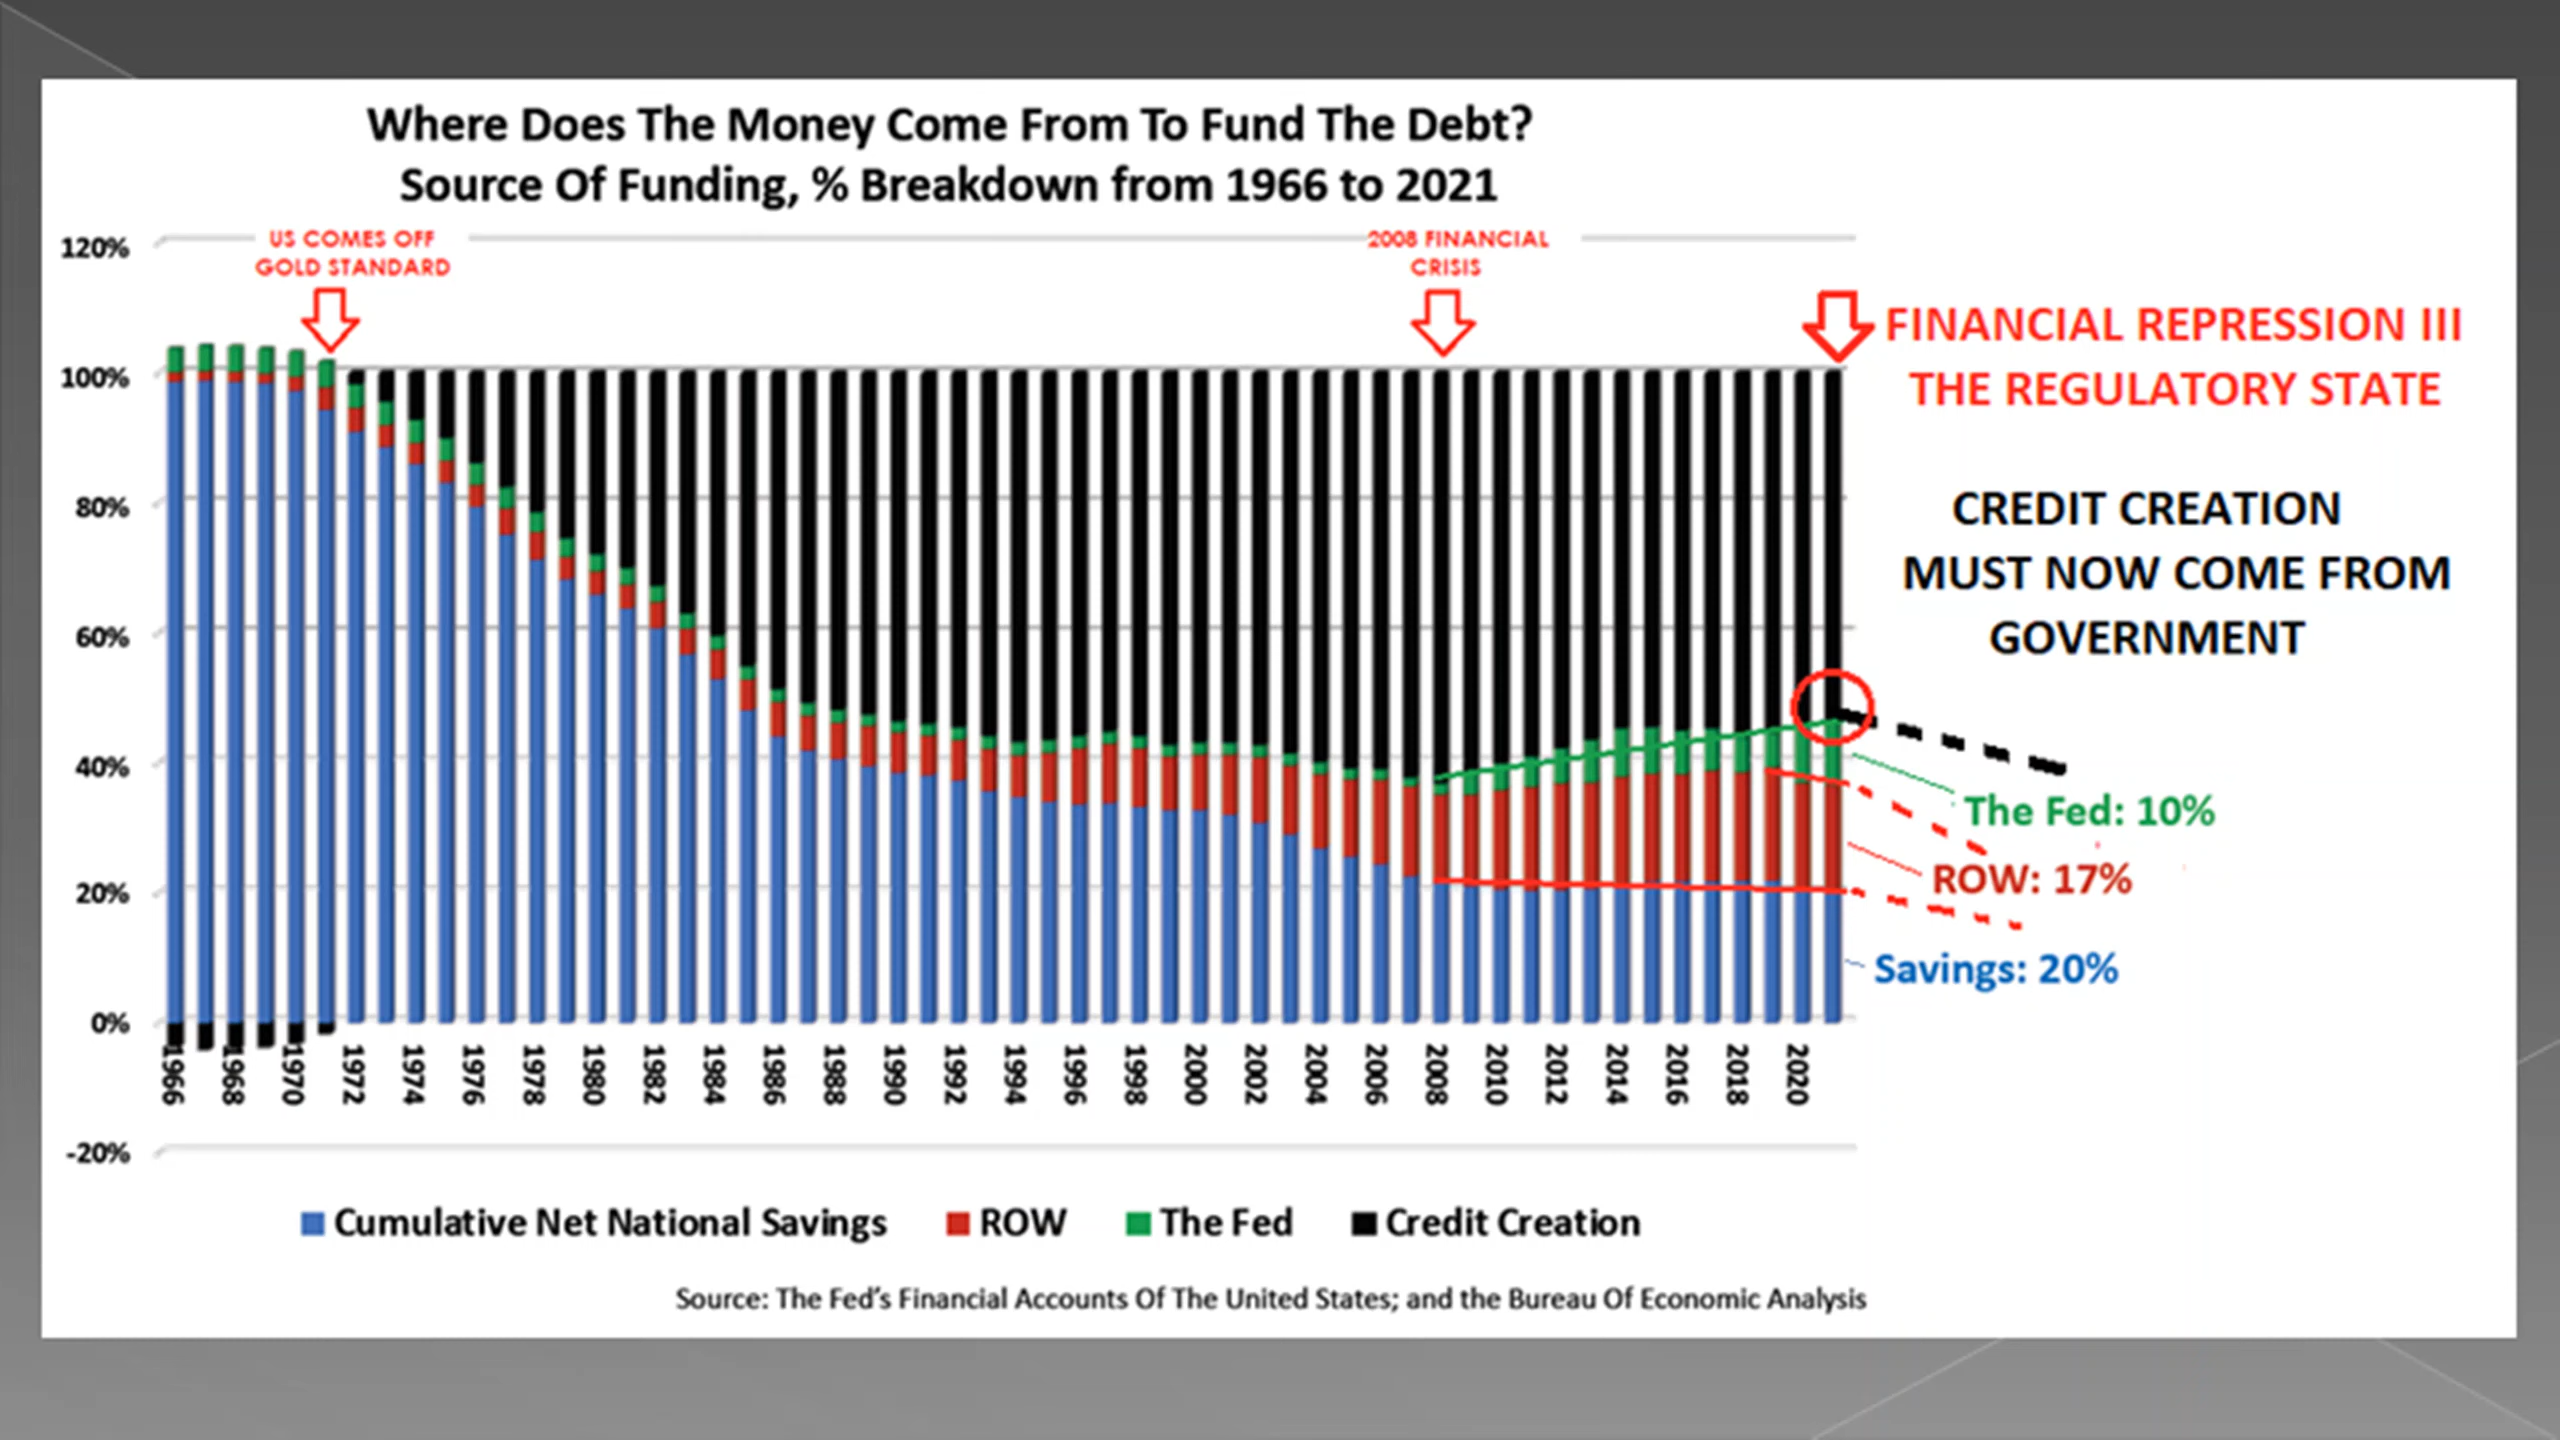 Where Does The Money Come From To Fund The Debt?
Source Of Funding, % Breakdown from 1966 to 2021
120%
US COMES OFF
GOLD STANDARD
2008 FINANCIAL
CRISIS
FINANCIAL REPRESSION III
THE REGULATORY STATE
100%
CREDIT CREATION
MUST NOW COME FROM
GOVERNMENT
80%
60%
40%
20%
0%
-20%
The Fed: 10%
ROW: 17%
Savings: 20%
1966
1968
1970
1972
1974
1976
1978
1980
1982
1984
1986
1988
1990
1992
1994
1996
1998
2000
2002
2004
2006
2008
2010
2012
2014
2016
2018
2020
Cumulative Net National Savings
ROW
The Fed
Credit Creation
Source: The Fed's Financial Accounts Of The United States; and the Bureau Of Economic Analysis